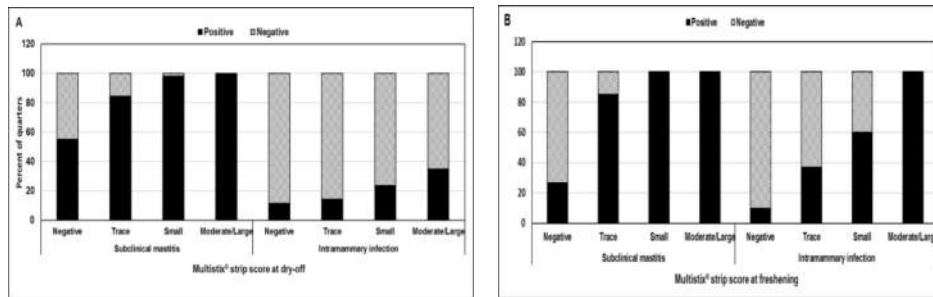 A
Positive Negative
120
100
80
60
40
20
0
Percent of quarters
Negative Trace Small Moderate/Large Negative Trace Small Moderate/Large
Subclinical mastitis Intramammary infection
Multistix® strip score at dry-off
B
Positive Negative
120
100
80
60
40
20
0
Negative Trace Small Moderate/Large Negative Trace Small Moderate/Large
Subclinical mastitis Intramammary infection
Multistix® strip score at freshening